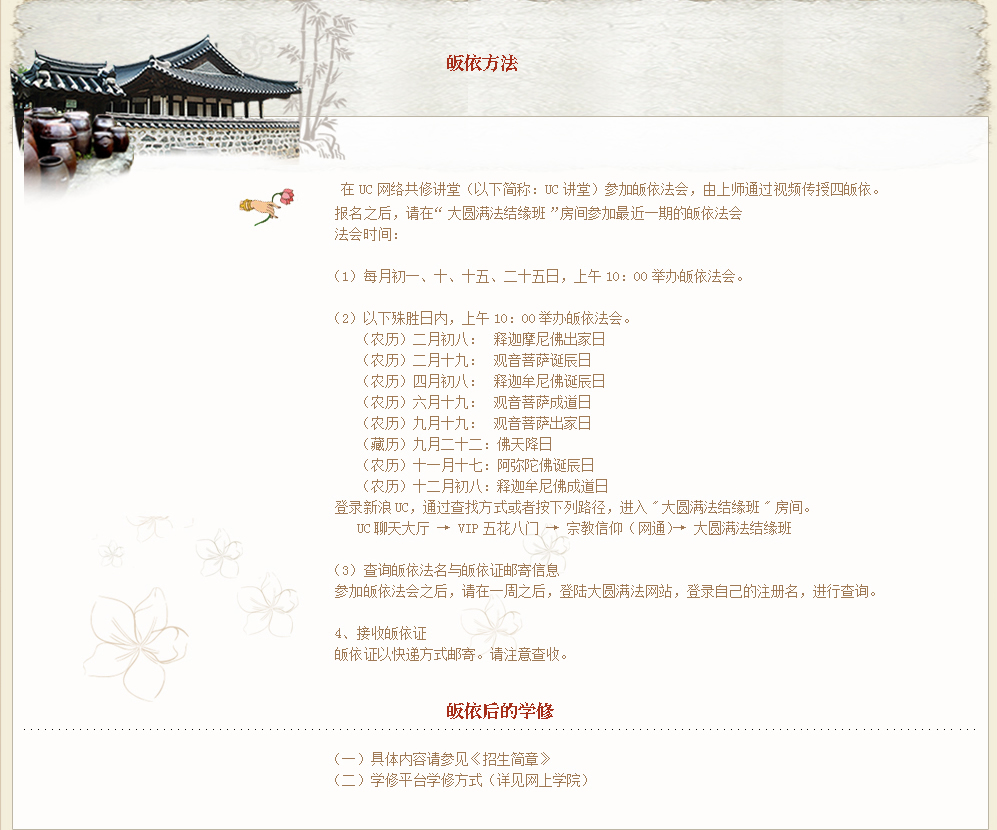 皈依方法
在 UC 网络共修讲堂（以下简称：UC 讲堂）参加皈依法会，由上师通过视频传授四皈依。
报名之后，请在“ 大圆满法结缘班 ”房间参加最近一期的皈依法会
法会时间：
（1）每月初一、十、十五、二十五日，上午 10：00 举办皈依法会。
（2）以下殊胜日内，上午 10：00 举办皈依法会。
（农历）二月初八： 释迦摩尼佛出家日
（农历）二月十九： 观音菩萨诞辰日
（农历）四月初八： 释迦牟尼佛诞辰日
（农历）六月十九： 观音菩萨成道日
（农历）九月十九： 观音菩萨出家日
（藏历）九月二十二：佛天降日
（农历）十一月十七：阿弥陀佛诞辰日
（农历）十二月初八：释迦牟尼佛成道日
登录新浪 UC，通过查找方式或者按下列路径，进入 ″大圆满法结缘班 ″ 房间。
UC 聊天大厅 → VIP 五花八门 → 宗教信仰（ 网通）→ 大圆满法结缘班
（3）查询皈依法名与皈依证邮寄信息
参加皈依法会之后，请在一周之后，登陆大圆满法网站，登录自己的注册名，进行查询。
4、接收皈依证
皈依证以快递方式邮寄。请注意查收。
皈依后的学修
（一）具体内容请参见《招生简章》
（二）学修平台学修方式（详见网上学院）